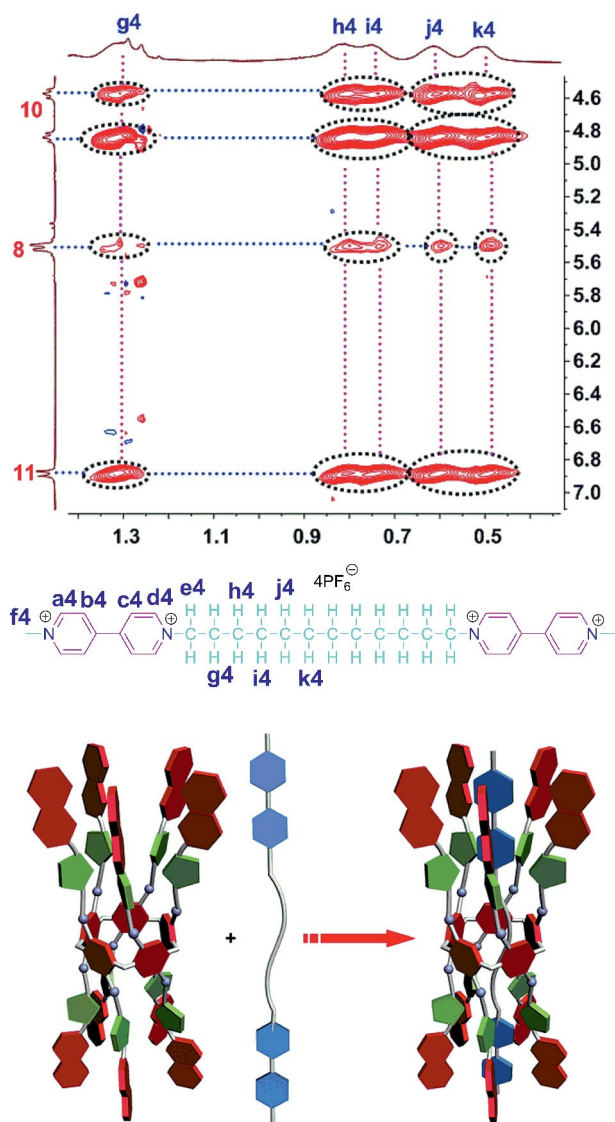 g4 h4 i4 j4 k4
10
8
11
4.6
4.8
5.0
5.2
5.4
5.6
5.8
6.0
6.2
6.4
6.6
6.8
7.0
1.3 1.1 0.9 0.7 0.5
4PF6⊖
f4 a4 b4 c4 d4 e4 h4 j4
⊕ ⊕ ⊕ ⊕
H H H H H H H H H H H H
N N C C C C C C C C C C C C N N
H H H H H H H H H H H H
g4 i4 k4
+